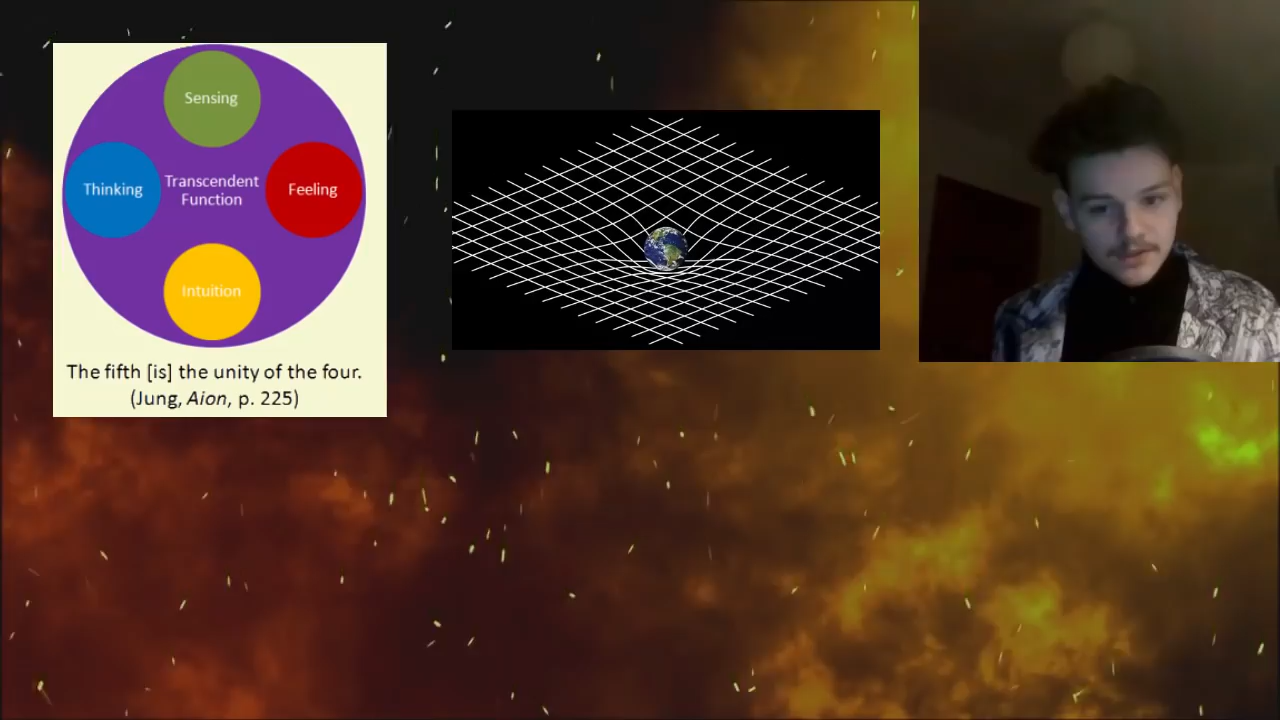 Sensing
Thinking
Transcendent
Function
Feeling
Intuition
The fifth [is] the unity of the four.
(Jung, Aion, p. 225)